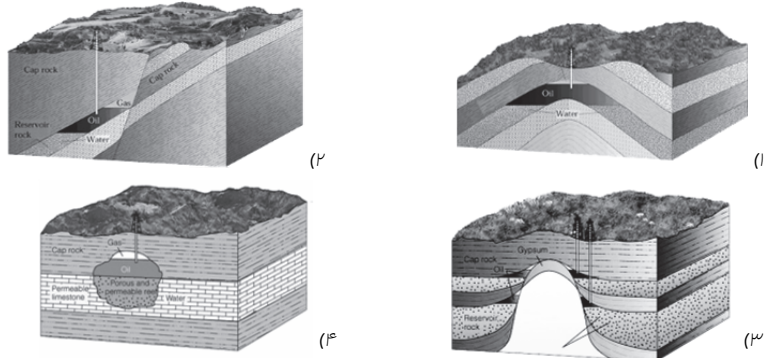 Oil
Water
۱)
Cap rock
Cap rock
Gas
Oil
Reservoir
rock
Water
۲)
Gypsum
Cap rock
Oil
Reservoir
rock
۳)
Gas
Cap rock
Oil
Porous and
permeable reef
Permeable
limestone
Water
۴)